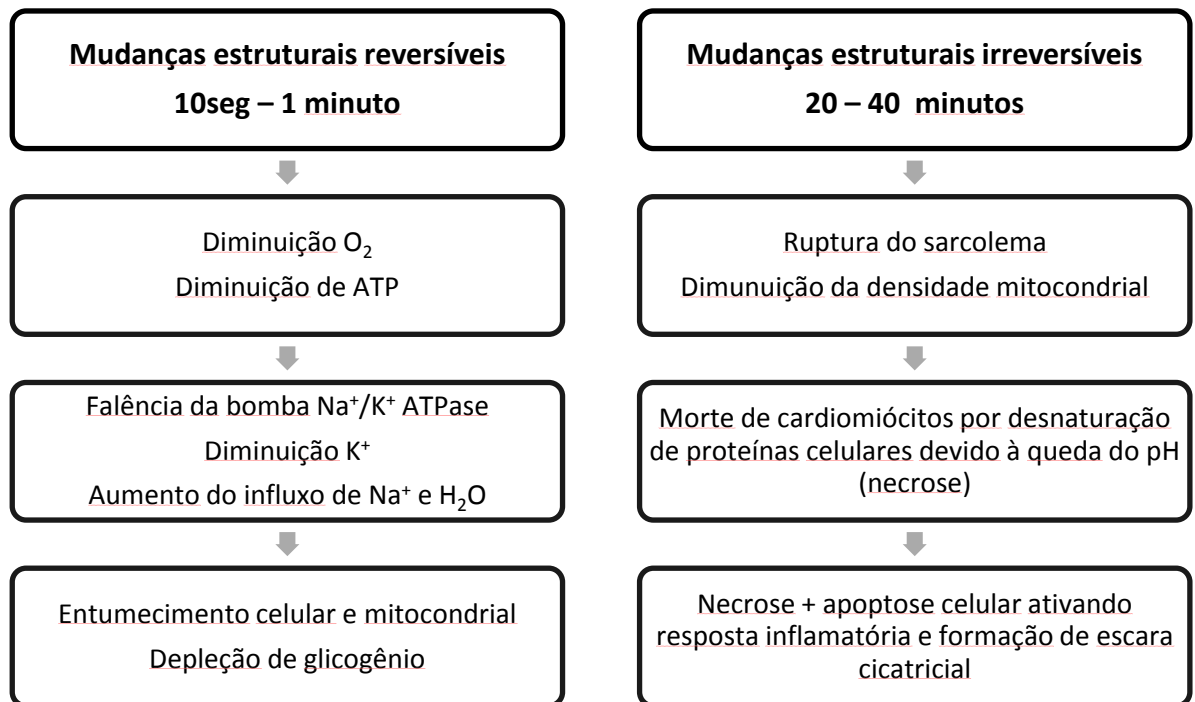 Mudanças estruturais reversíveis
10seg – 1 minuto
Diminuição O₂
Diminuição de ATP
Falência da bomba Na⁺/K⁺ ATPase
Diminuição K⁺
Aumento do influxo de Na⁺ e H₂O
Entumecimento celular e mitocondrial
Depleção de glicogênio
Mudanças estruturais irreversíveis
20 – 40 minutos
Ruptura do sarcolema
Dimunuição da densidade mitocondrial
Morte de cardiomiócitos por desnaturação
de proteínas celulares devido à queda do pH
(necrose)
Necrose + apoptose celular ativando
resposta inflamatória e formação de escara
cicatricial